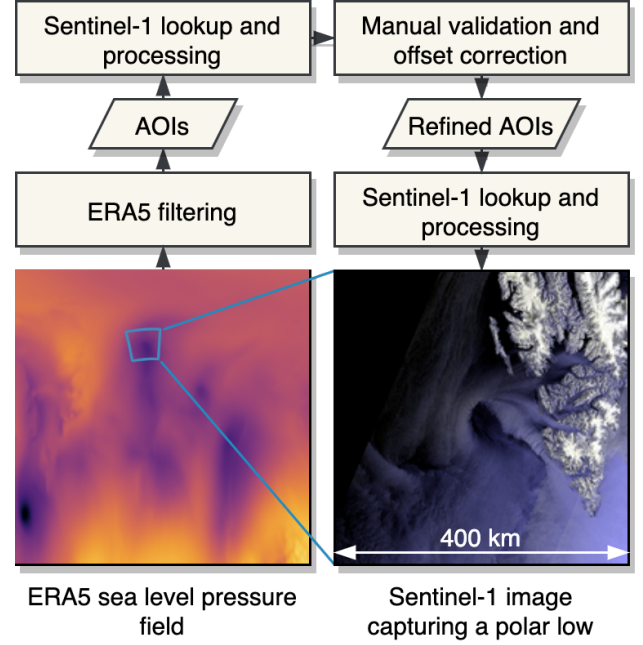 Sentinel-1 lookup and
processing
Manual validation and
offset correction
AOIs
Refined AOIs
ERA5 filtering
Sentinel-1 lookup and
processing
400 km
ERA5 sea level pressure
field
Sentinel-1 image
capturing a polar low